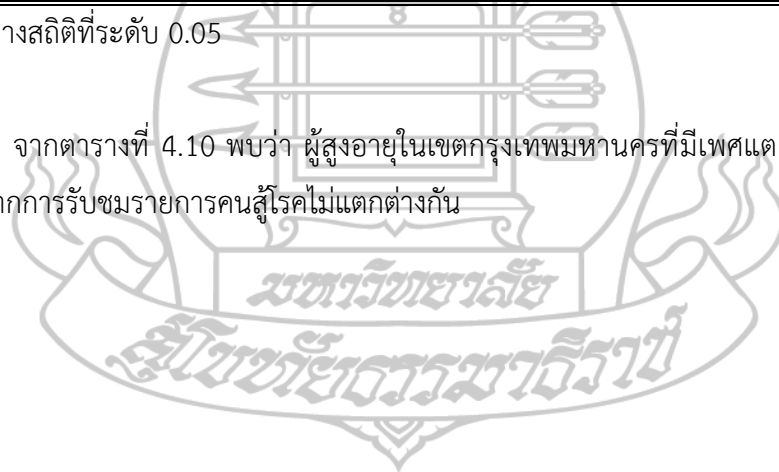 างสถิติที่ระดับ 0.05
๘
จากตารางที่ 4.10 พบว่า ผู้สูงอายุในเขตกรุงเทพมหานครที่มีเพศแต
ากการรับชมรายการคนสู้โรคไม่แตกต่างกัน
มหาวิทยาลัย
สุโขทัยธรรมาธิราช